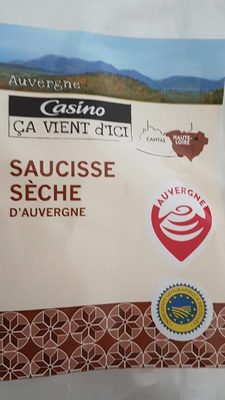 Auvergne
Casino
ÇA VIENT d'ICI
CANTAL
HAUTE-
LOIRE
SAUCISSE
SÈCHE
D'AUVERGNE
AUVERGNE